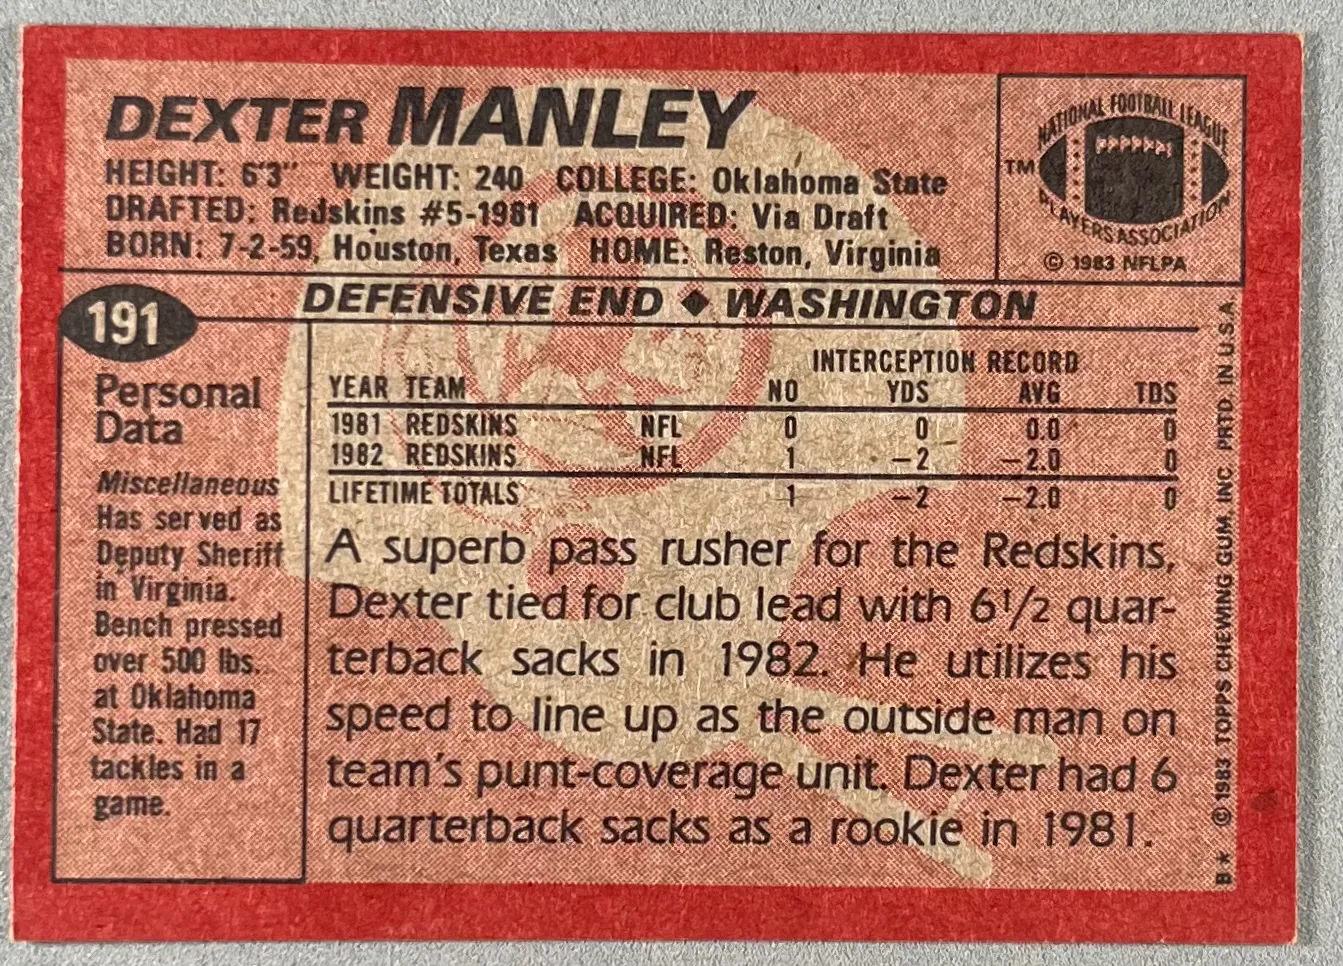 DEXTER MANLEY
HEIGHT: 6'3" WEIGHT: 240 COLLEGE: Oklahoma State
DRAFTED: Redskins #5-1981 ACQUIRED: Via Draft
BORN: 7-2-59, Houston, Texas HOME: Reston, Virginia
NATIONAL FOOTBALL LEAGUE
TM
PLAYERS ASSOCIATION
© 1983 NFLPA
191
DEFENSIVE END ♦ WASHINGTON
Personal
Data
Miscellaneous
Has served as
Deputy Sheriff
in Virginia.
Bench pressed
over 500 lbs.
at Oklahoma
State. Had 17
tackles in a
game.
INTERCEPTION RECORD
YEAR TEAM NO YDS AVG TDS
1981 REDSKINS NFL 0 0 0.0 0
1982 REDSKINS NFL 1 -2 -2.0 0
LIFETIME TOTALS 1 -2 -2.0 0
A superb pass rusher for the Redskins,
Dexter tied for club lead with 6 1/2 quar-
terback sacks in 1982. He utilizes his
speed to line up as the outside man on
team's punt-coverage unit. Dexter had 6
quarterback sacks as a rookie in 1981.
B* © 1983 TOPPS CHEWING GUM, INC. PRTD. IN U.S.A.